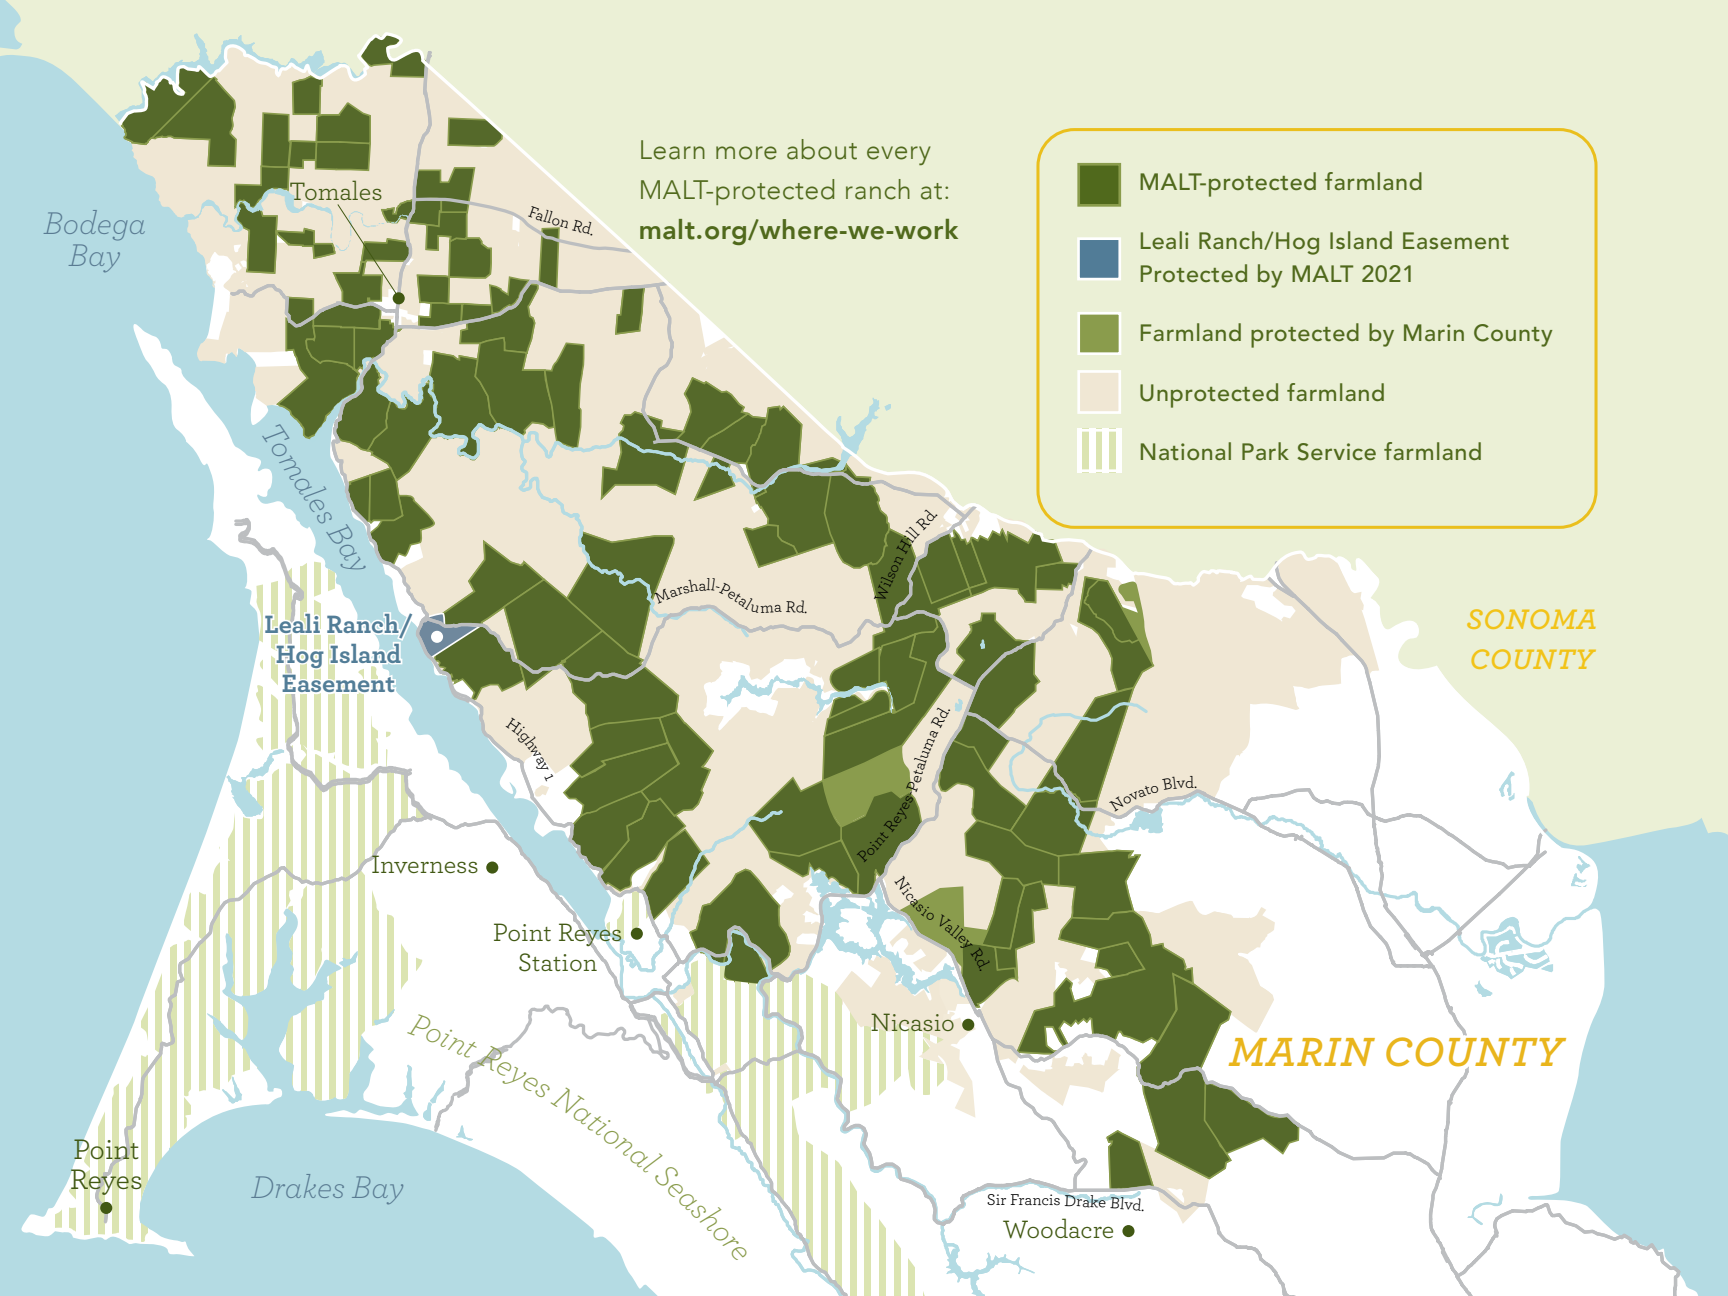 Learn more about every
MALT-protected ranch at:
malt.org/where-we-work
MALT-protected farmland
Leali Ranch/Hog Island Easement
Protected by MALT 2021
Farmland protected by Marin County
Unprotected farmland
National Park Service farmland
Tomales
Bodega
Bay
Fallon Rd.
Tomales Bay
Wilson Hill Rd.
Marshall-Petaluma Rd.
SONOMA
COUNTY
Leali Ranch/
Hog Island
Easement
Highway 1
Point Reyes-Petaluma Rd.
Novato Blvd.
Inverness
Nicasio Valley Rd.
Point Reyes
Station
Nicasio
MARIN COUNTY
Point Reyes National Seashore
Point
Reyes
Drakes Bay
Sir Francis Drake Blvd.
Woodacre